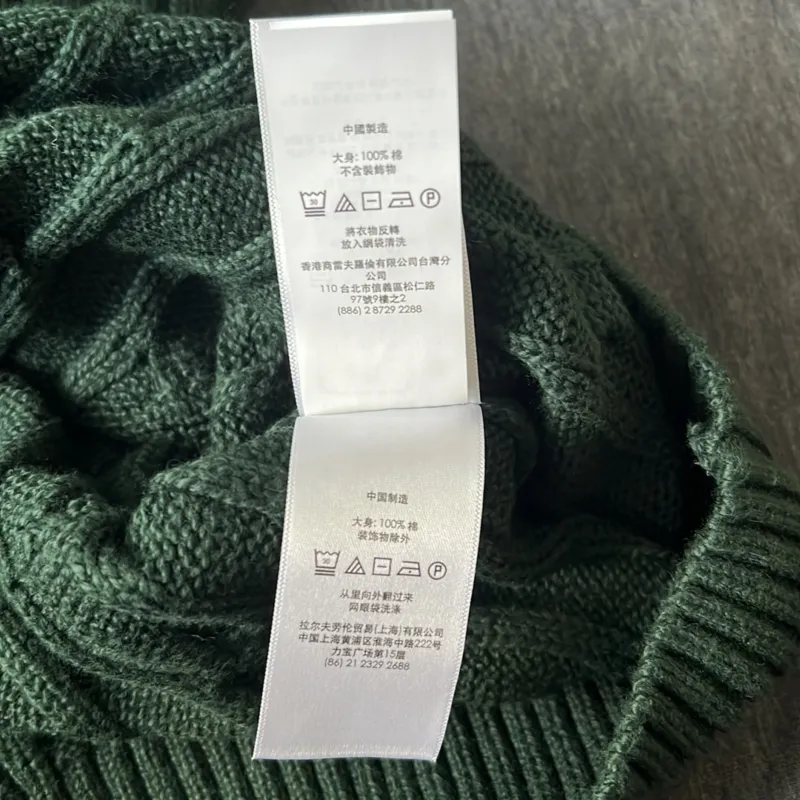 中國製造
大身: 100% 棉
不含裝飾物
30 P
將衣物反轉
放入網袋清洗
香港商雷夫羅倫有限公司台灣分
公司
110 台北市信義區松仁路
97號9樓之2
(886) 2 8729 2288
中国制造
大身: 100% 棉
装饰物除外
30 P
从里向外翻过来
网眼袋洗涤
拉尔夫劳伦贸易(上海)有限公司
中国上海黄浦区淮海中路222号
力宝广场第15层
(86) 21 2329 2688